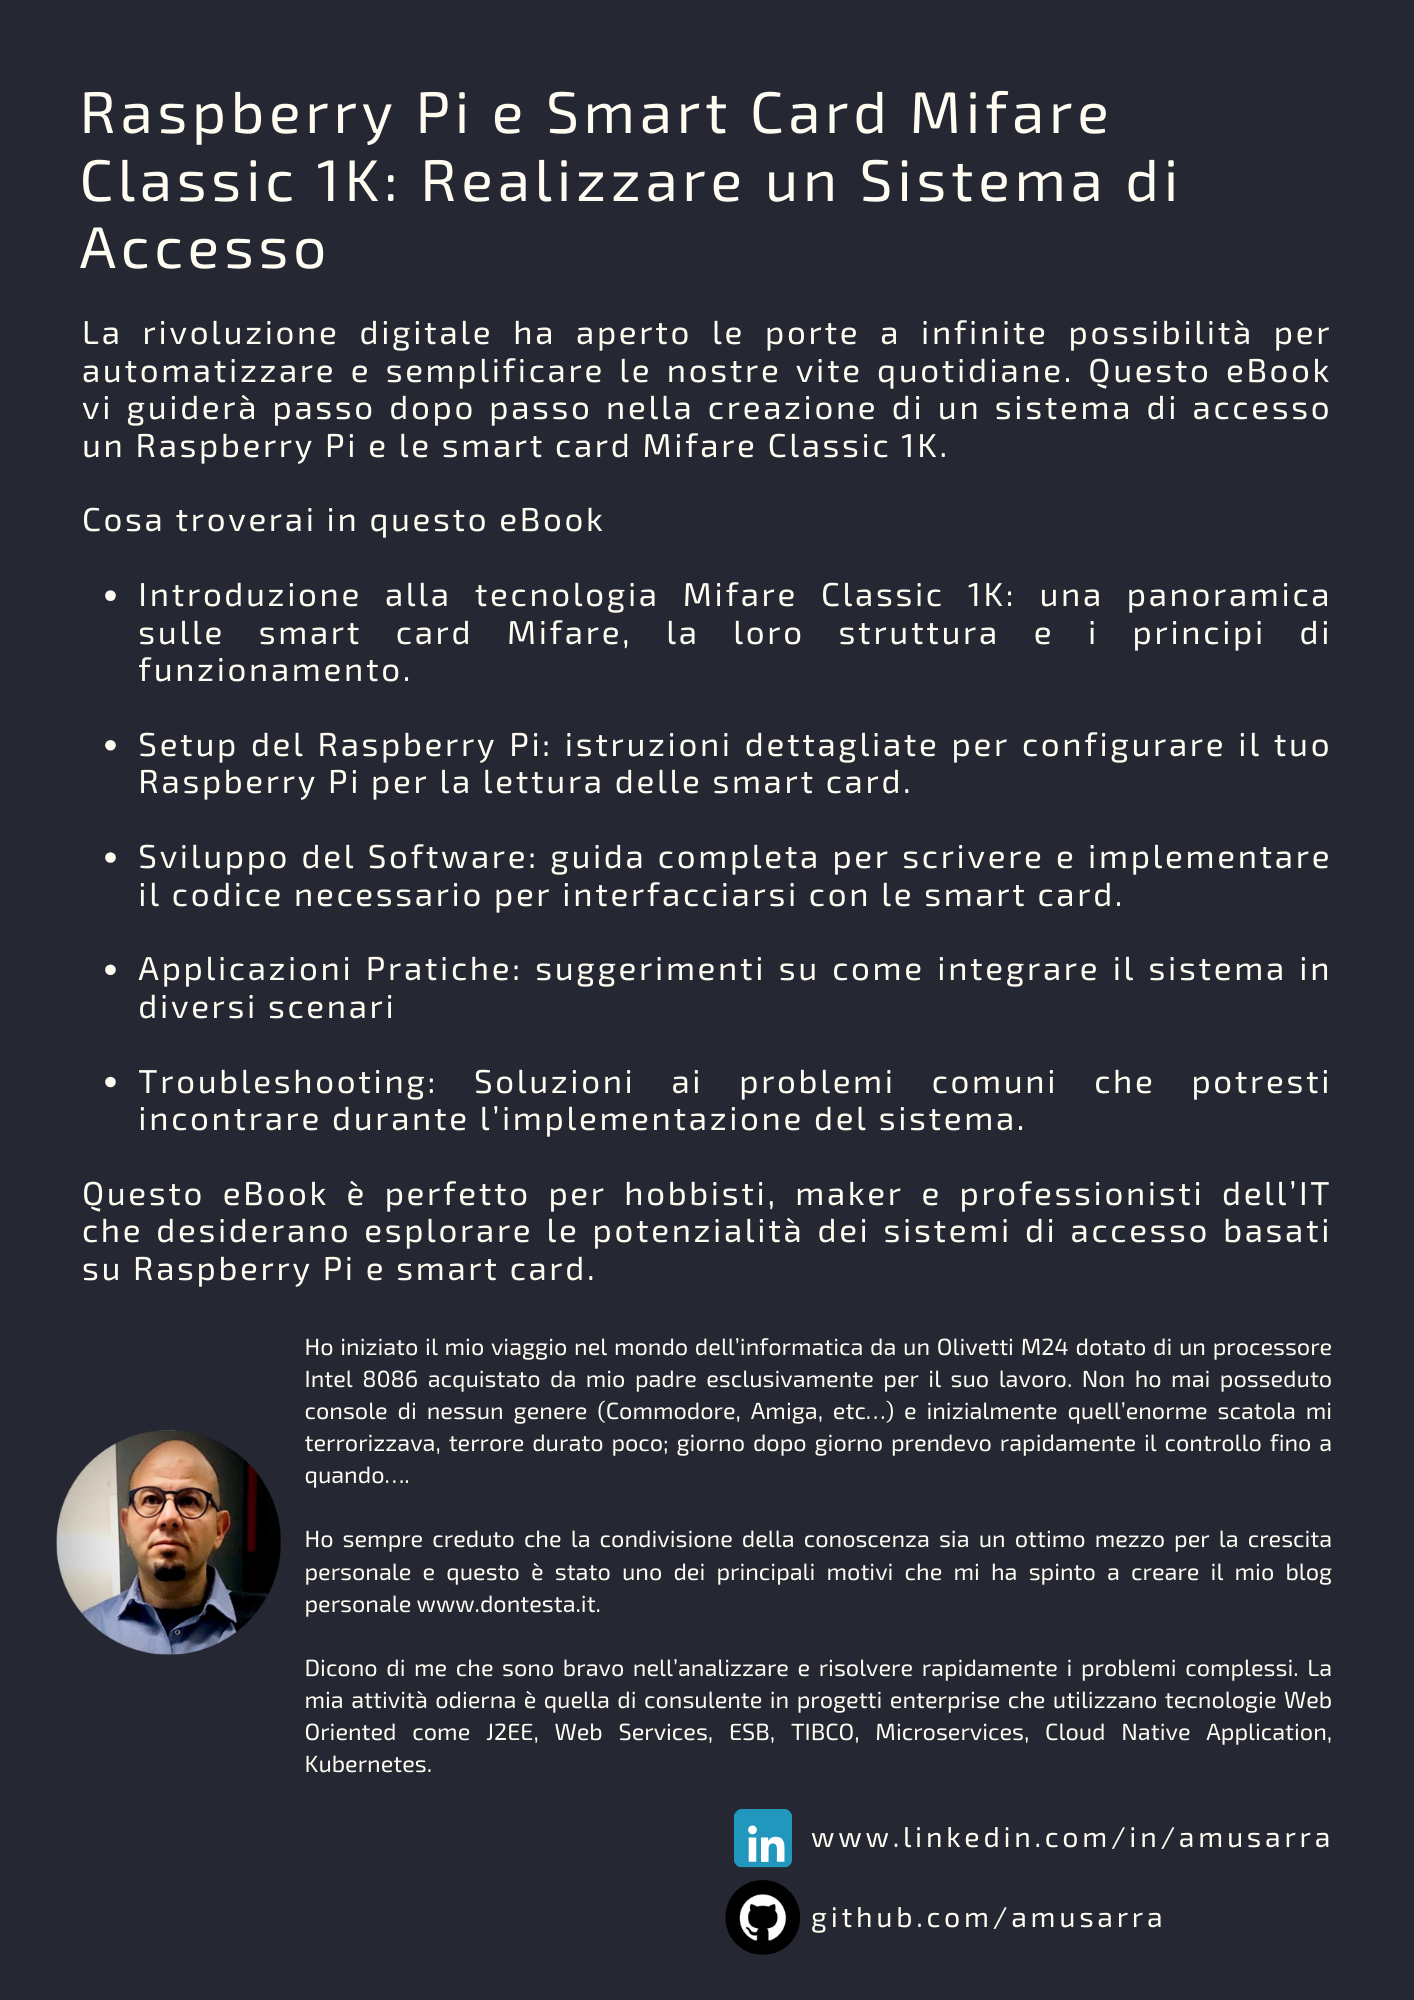 Raspberry Pi e Smart Card Mifare
Classic 1K: Realizzare un Sistema di
Accesso
La rivoluzione digitale ha aperto le porte a infinite possibilità per
automatizzare e semplificare le nostre vite quotidiane. Questo eBook
vi guiderà passo dopo passo nella creazione di un sistema di accesso
un Raspberry Pi e le smart card Mifare Classic 1K.
Cosa troverai in questo eBook
• Introduzione alla tecnologia Mifare Classic 1K: una panoramica
sulle smart card Mifare, la loro struttura e i principi di
funzionamento.
• Setup del Raspberry Pi: istruzioni dettagliate per configurare il tuo
Raspberry Pi per la lettura delle smart card.
• Sviluppo del Software: guida completa per scrivere e implementare
il codice necessario per interfacciarsi con le smart card.
• Applicazioni Pratiche: suggerimenti su come integrare il sistema in
diversi scenari
• Troubleshooting: Soluzioni ai problemi comuni che potresti
incontrare durante l’implementazione del sistema.
Questo eBook è perfetto per hobbisti, maker e professionisti dell’IT
che desiderano esplorare le potenzialità dei sistemi di accesso basati
su Raspberry Pi e smart card.
Ho iniziato il mio viaggio nel mondo dell’informatica da un Olivetti M24 dotato di un processore
Intel 8086 acquistato da mio padre esclusivamente per il suo lavoro. Non ho mai posseduto
console di nessun genere (Commodore, Amiga, etc…) e inizialmente quell’enorme scatola mi
terrorizzava, terrore durato poco; giorno dopo giorno prendevo rapidamente il controllo fino a
quando….
Ho sempre creduto che la condivisione della conoscenza sia un ottimo mezzo per la crescita
personale e questo è stato uno dei principali motivi che mi ha spinto a creare il mio blog
personale www.dontesta.it.
Dicono di me che sono bravo nell’analizzare e risolvere rapidamente i problemi complessi. La
mia attività odierna è quella di consulente in progetti enterprise che utilizzano tecnologie Web
Oriented come J2EE, Web Services, ESB, TIBCO, Microservices, Cloud Native Application,
Kubernetes.
in www.linkedin.com/in/amusarra
github.com/amusarra